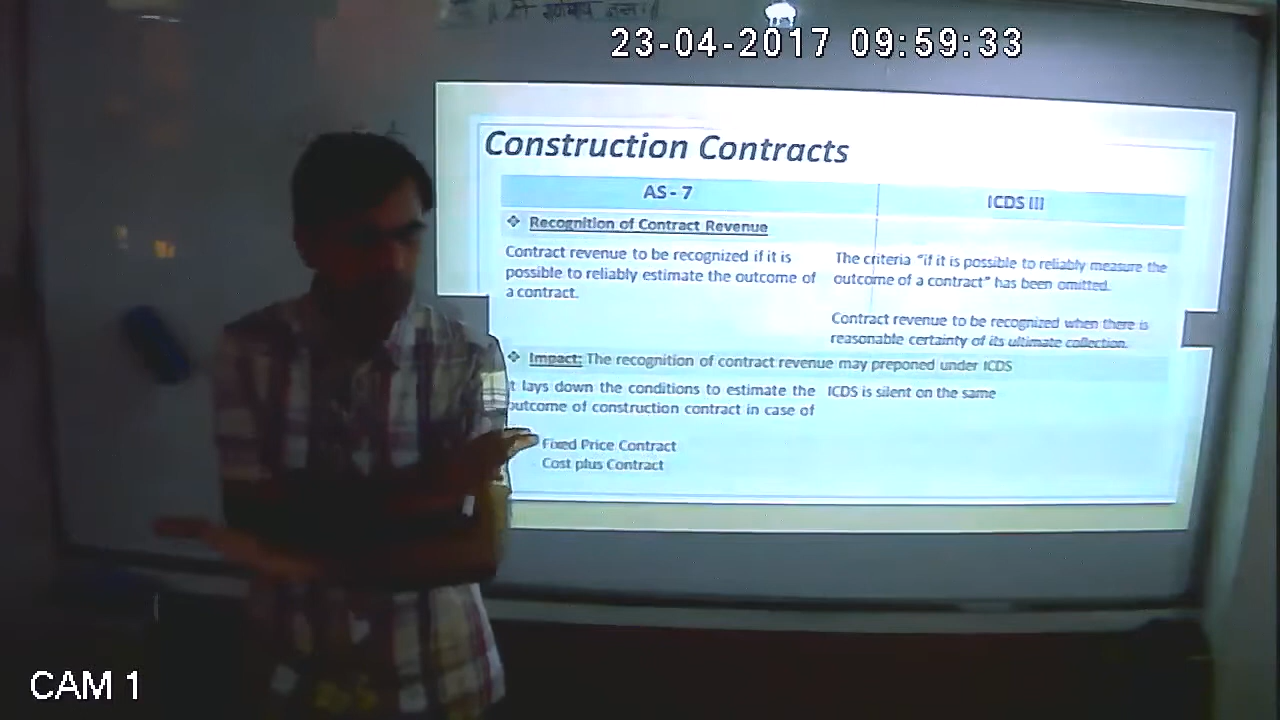 23-04-2017 09:59:33
Construction Contracts
AS - 7
ICDS III
❖ Recognition of Contract Revenue
Contract revenue to be recognized if it is
possible to reliably estimate the outcome of
a contract.
The criteria "if it is possible to reliably measure the
outcome of a contract" has been omitted.
Contract revenue to be recognized when there is
reasonable certainty of its ultimate collection.
❖ Impact: The recognition of contract revenue may preponed under ICDS
t lays down the conditions to estimate the
outcome of construction contract in case of
ICDS is silent on the same
Fixed Price Contract
Cost plus Contract
CAM 1